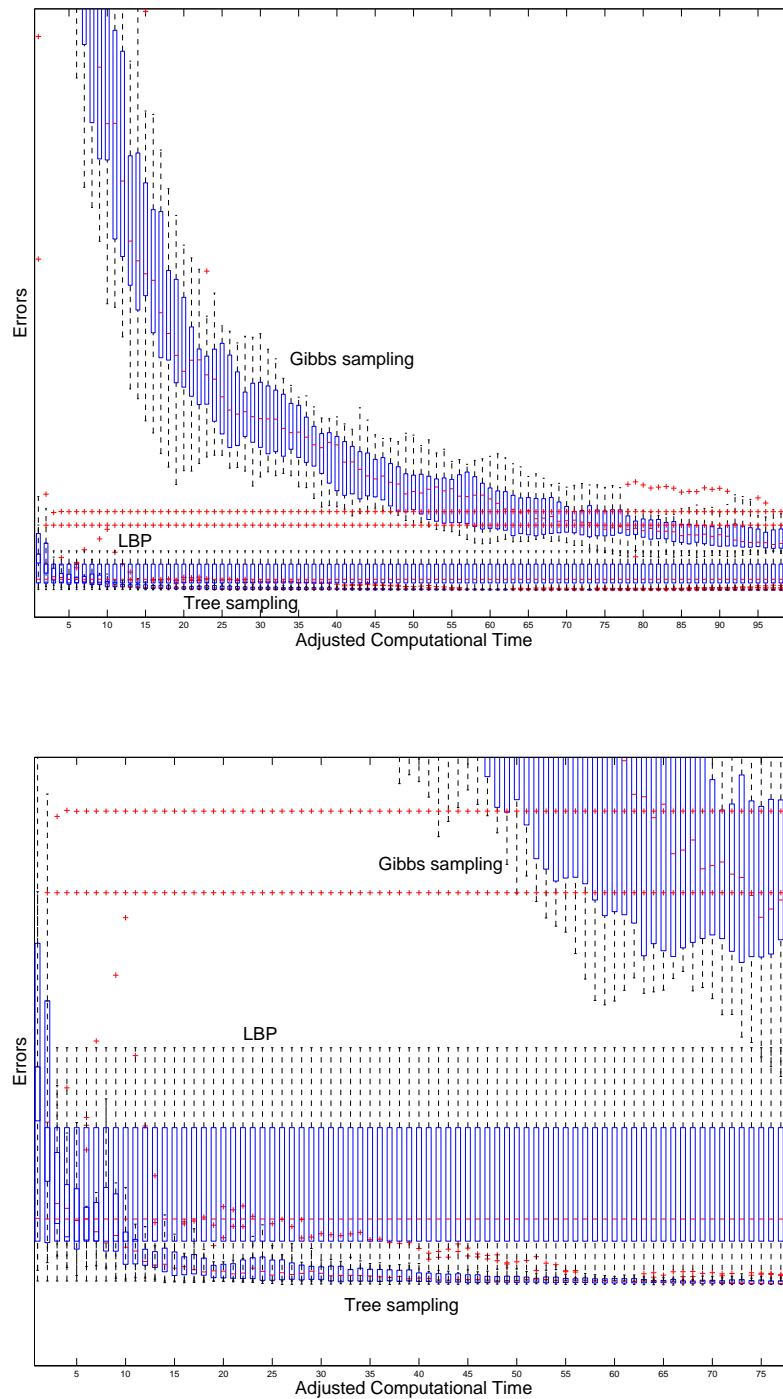 Errors
Gibbs sampling
LBP
Tree sampling
5 10 15 20 25 30 35 40 45 50 55 60 65 70 75 80 85 90 95
Adjusted Computational Time
Errors
Gibbs sampling
LBP
Tree sampling
5 10 15 20 25 30 35 40 45 50 55 60 65 70 75
Adjusted Computational Time